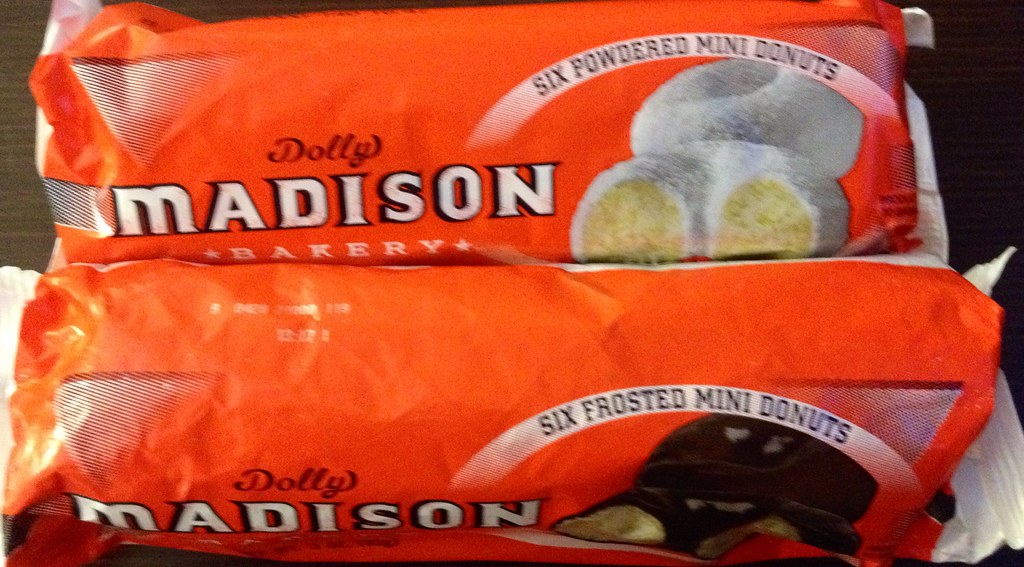 SIX POWDERED MINI DONUTS
Dolly
MADISON
BAKERY
SIX FROSTED MINI DONUTS
Dolly
MADISON